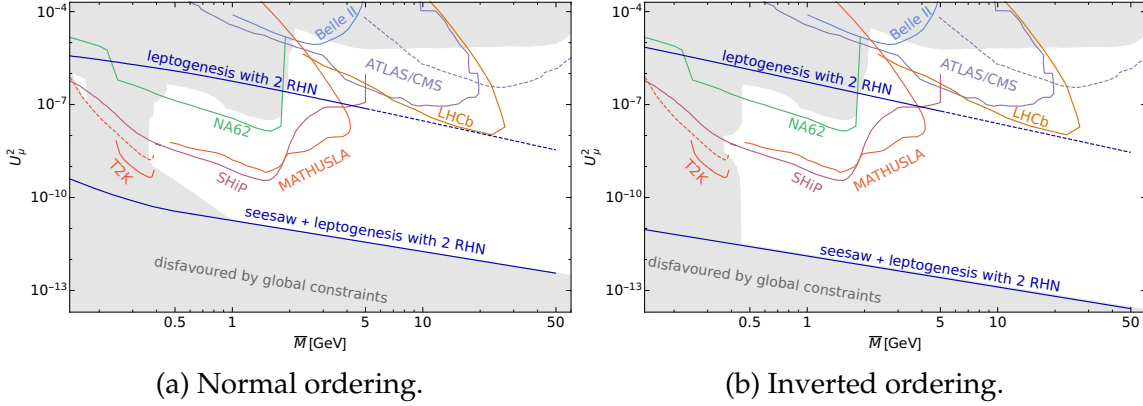 10⁻⁴
10⁻⁷
10⁻¹⁰
10⁻¹³
U²μ
Belle II
leptogenesis with 2 RHN
ATLAS/CMS
LHCb
NA62
MATHUSLA
SHiP
T2K
seesaw + leptogenesis with 2 RHN
disfavoured by global constraints
0.5 1 5 10 50
M̅ [GeV]
(a) Normal ordering.
10⁻⁴
10⁻⁷
10⁻¹⁰
10⁻¹³
U²μ
Belle II
leptogenesis with 2 RHN
ATLAS/CMS
LHCb
NA62
MATHUSLA
SHiP
T2K
seesaw + leptogenesis with 2 RHN
disfavoured by global constraints
0.5 1 5 10 50
M̅ [GeV]
(b) Inverted ordering.